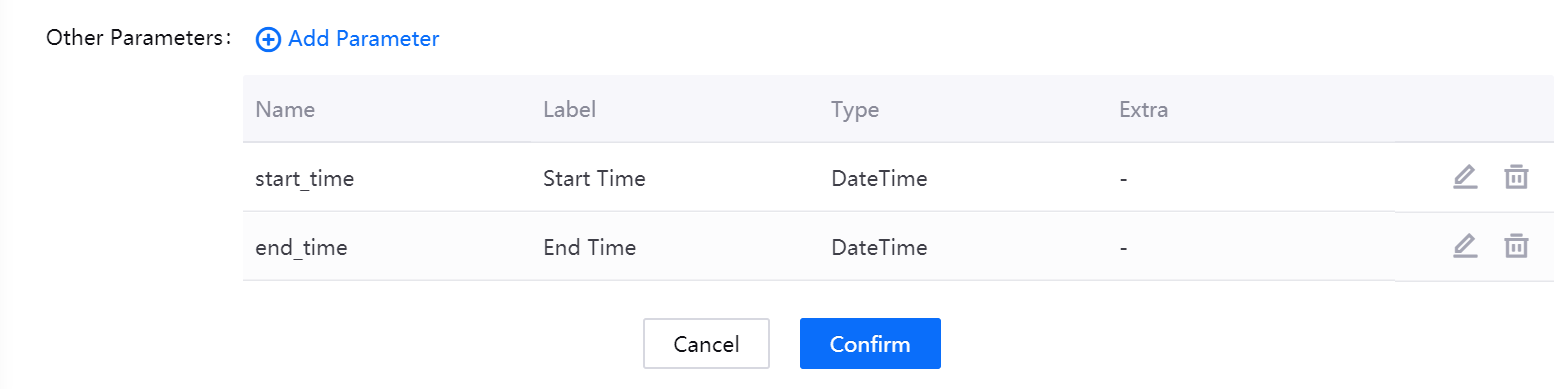 Other Parameters: Add Parameter
Name Label Type Extra
start_time Start Time DateTime -
end_time End Time DateTime -
Cancel Confirm